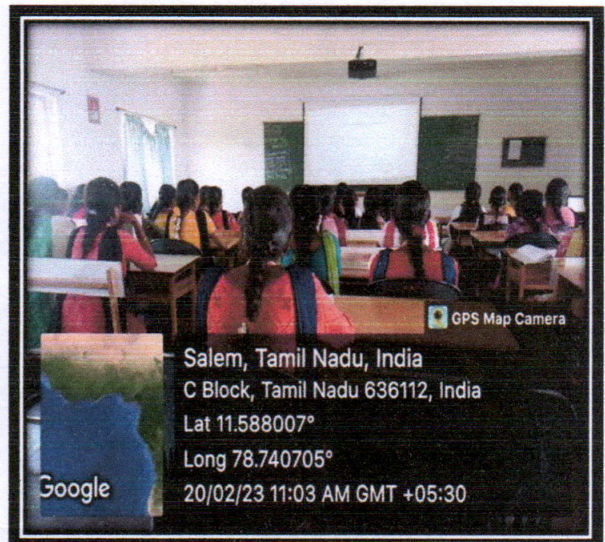 GPS Map Camera
Salem, Tamil Nadu, India
C Block, Tamil Nadu 636112, India
Lat 11.588007°
Long 78.740705°
Google
20/02/23 11:03 AM GMT +05:30